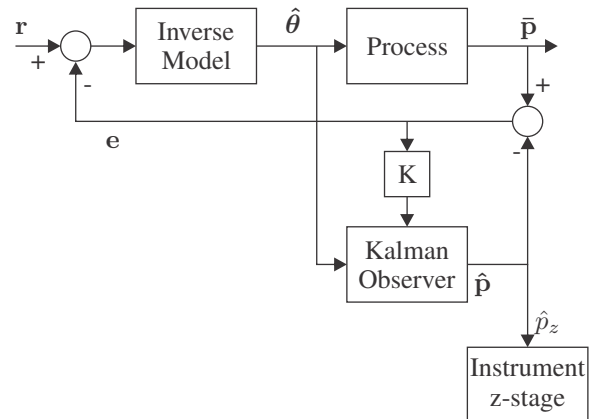 r
+
-
Inverse
Model
θ̂
Process
p̄
+
-
e
K
Kalman
Observer
p̂
p̂_z
Instrument
z-stage